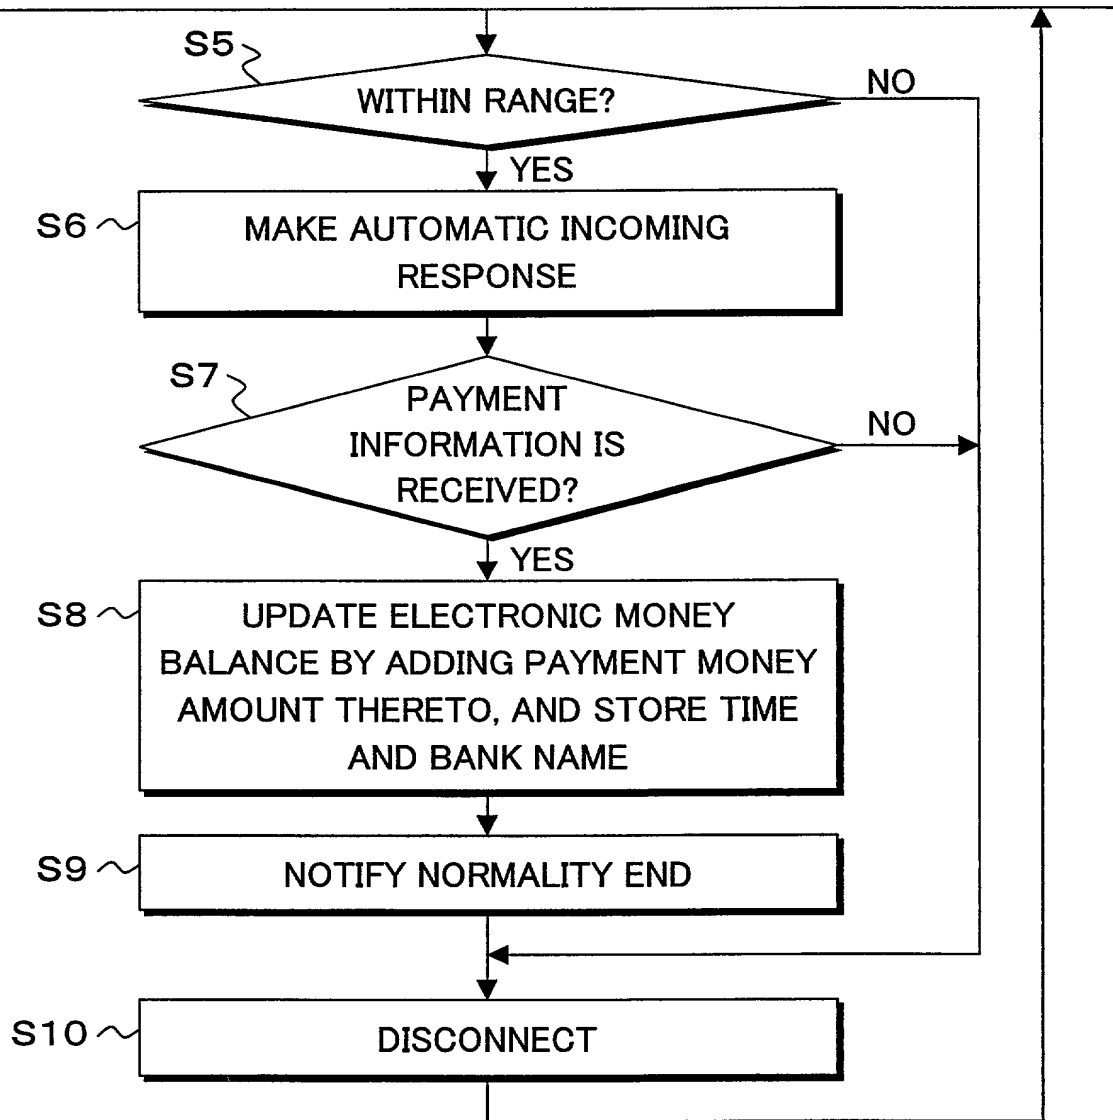 S5
WITHIN RANGE?
NO
YES
S6
MAKE AUTOMATIC INCOMING
RESPONSE
S7
PAYMENT
INFORMATION IS
RECEIVED?
NO
YES
S8
UPDATE ELECTRONIC MONEY
BALANCE BY ADDING PAYMENT MONEY
AMOUNT THERETO, AND STORE TIME
AND BANK NAME
S9
NOTIFY NORMALITY END
S10
DISCONNECT